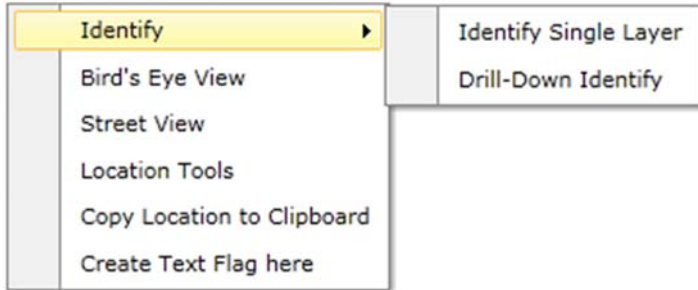 Identify
Identify Single Layer
Drill-Down Identify
Bird's Eye View
Street View
Location Tools
Copy Location to Clipboard
Create Text Flag here